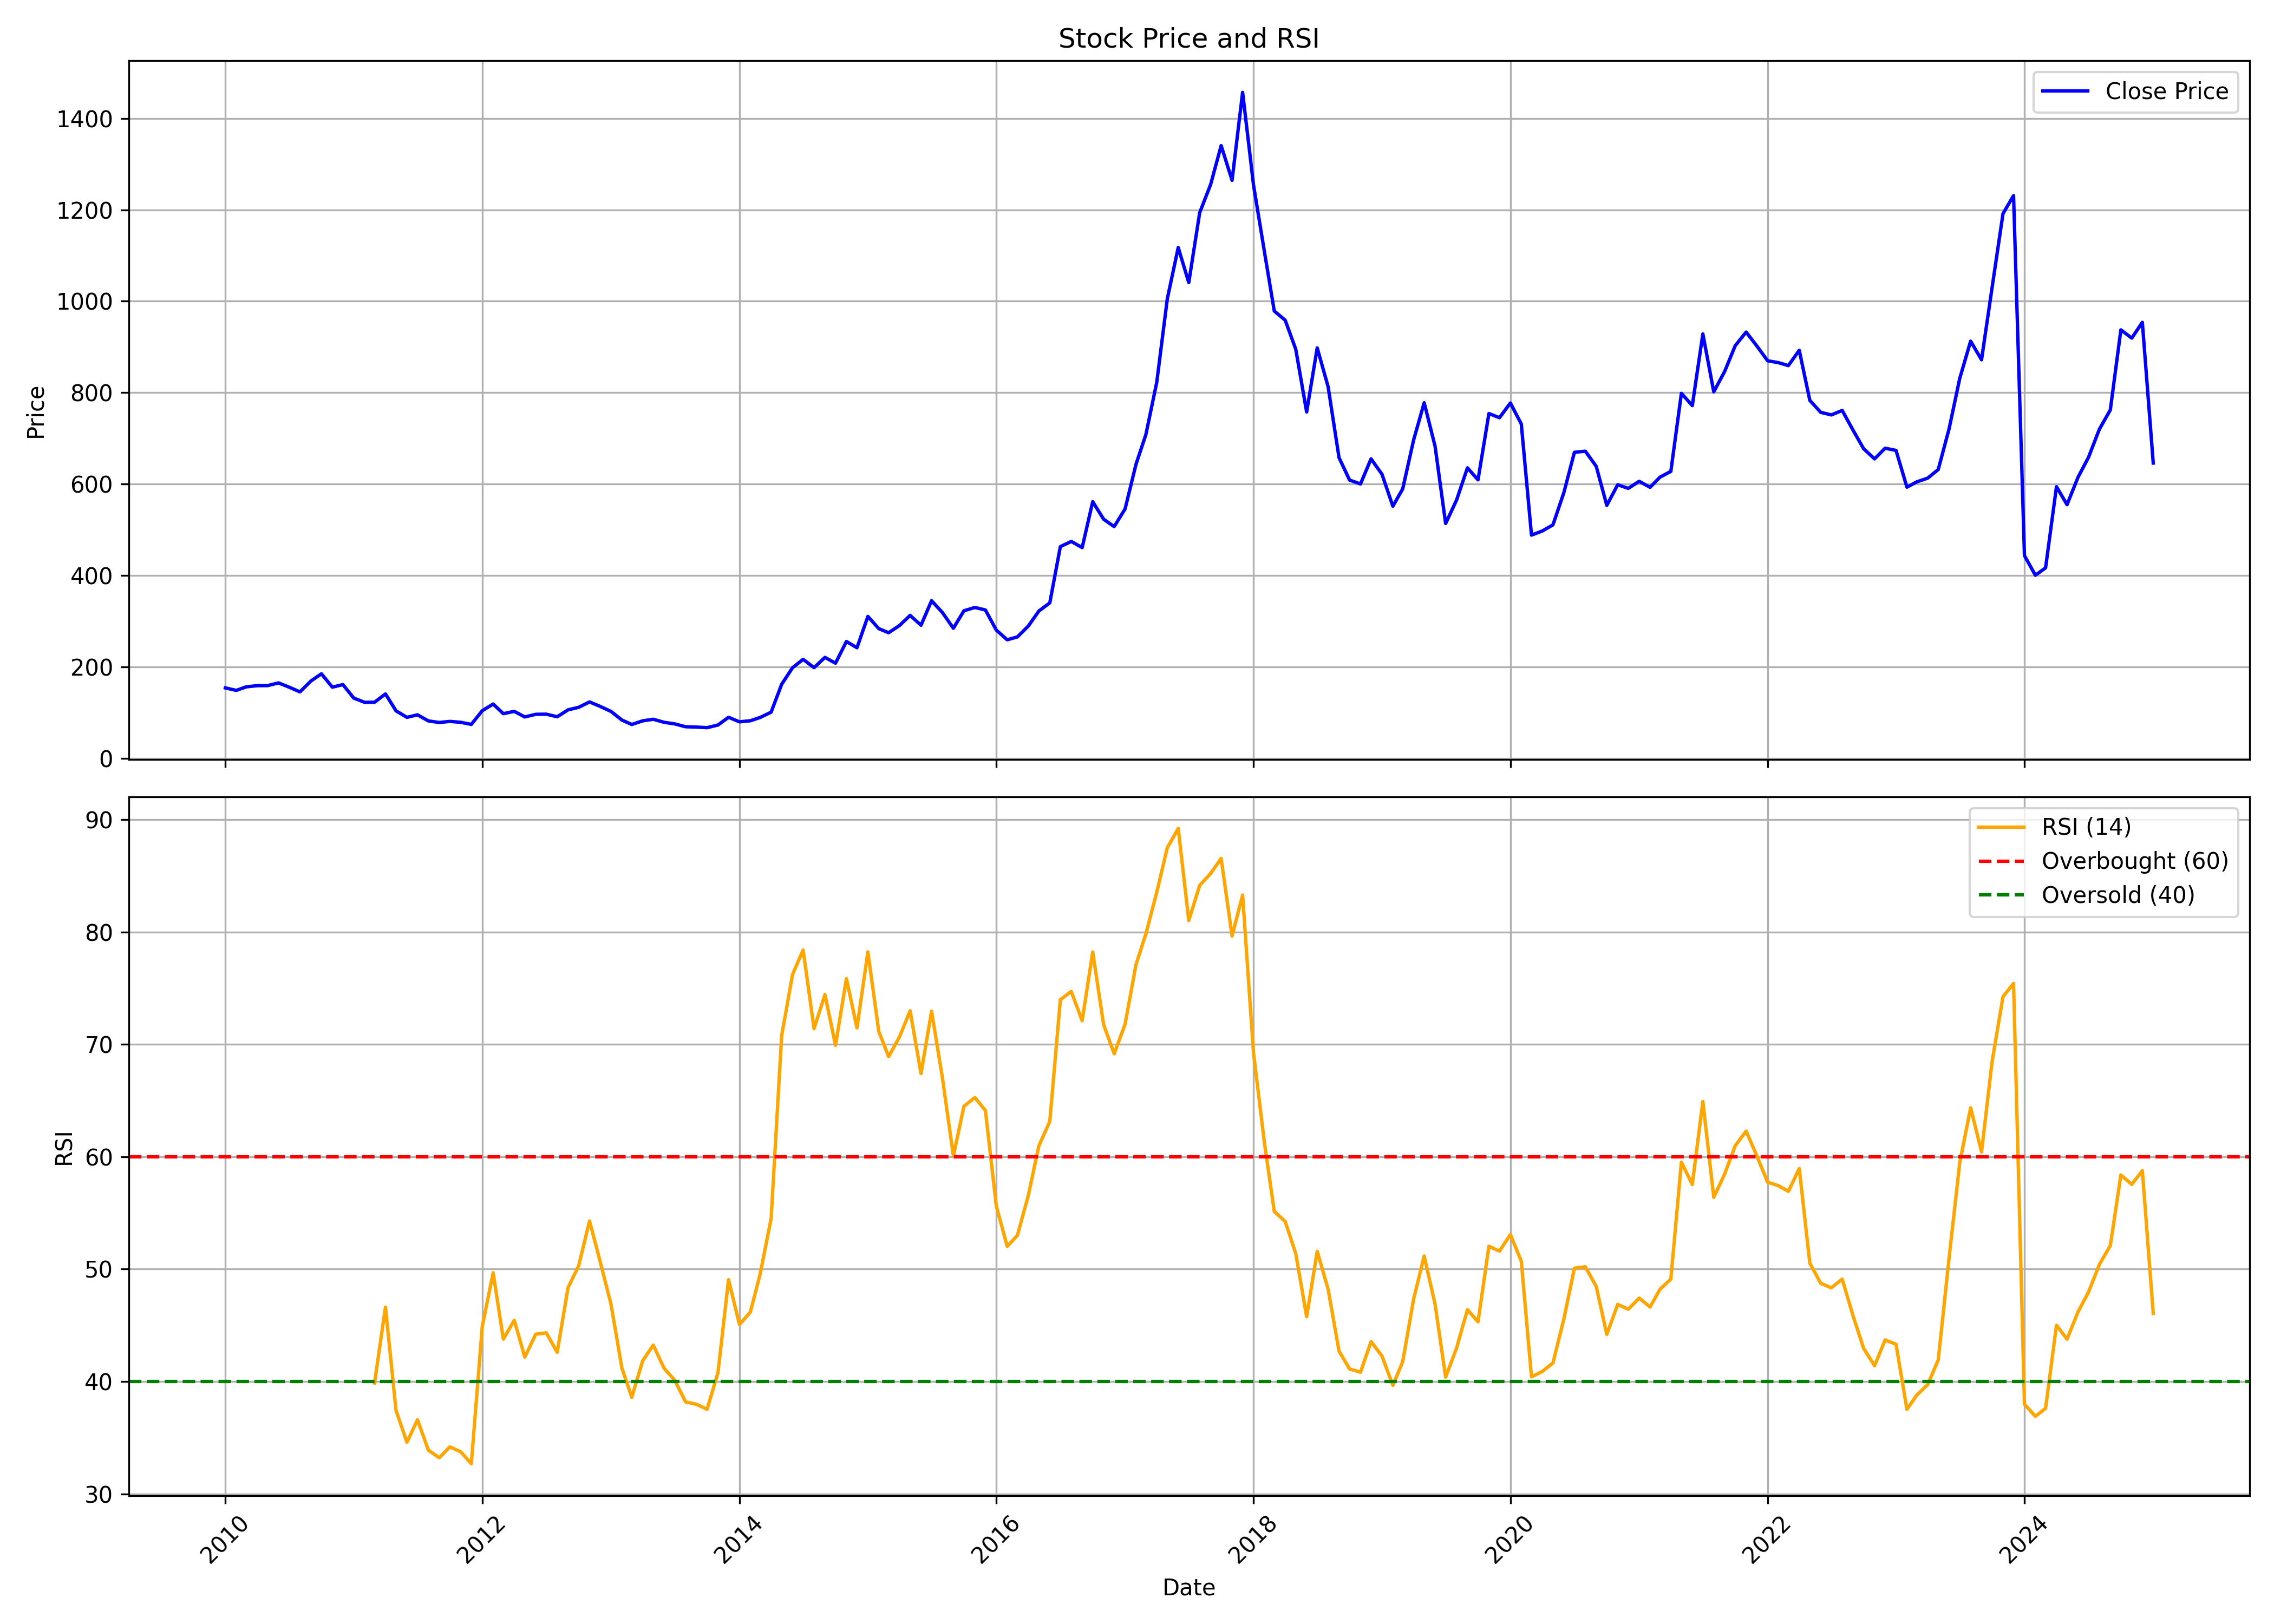 Stock Price and RSI
Close Price
1400
1200
1000
800
600
400
200
0
Price
90
80
70
60
50
40
30
RSI
RSI (14)
Overbought (60)
Oversold (40)
2010
2012
2014
2016
2018
2020
2022
2024
Date